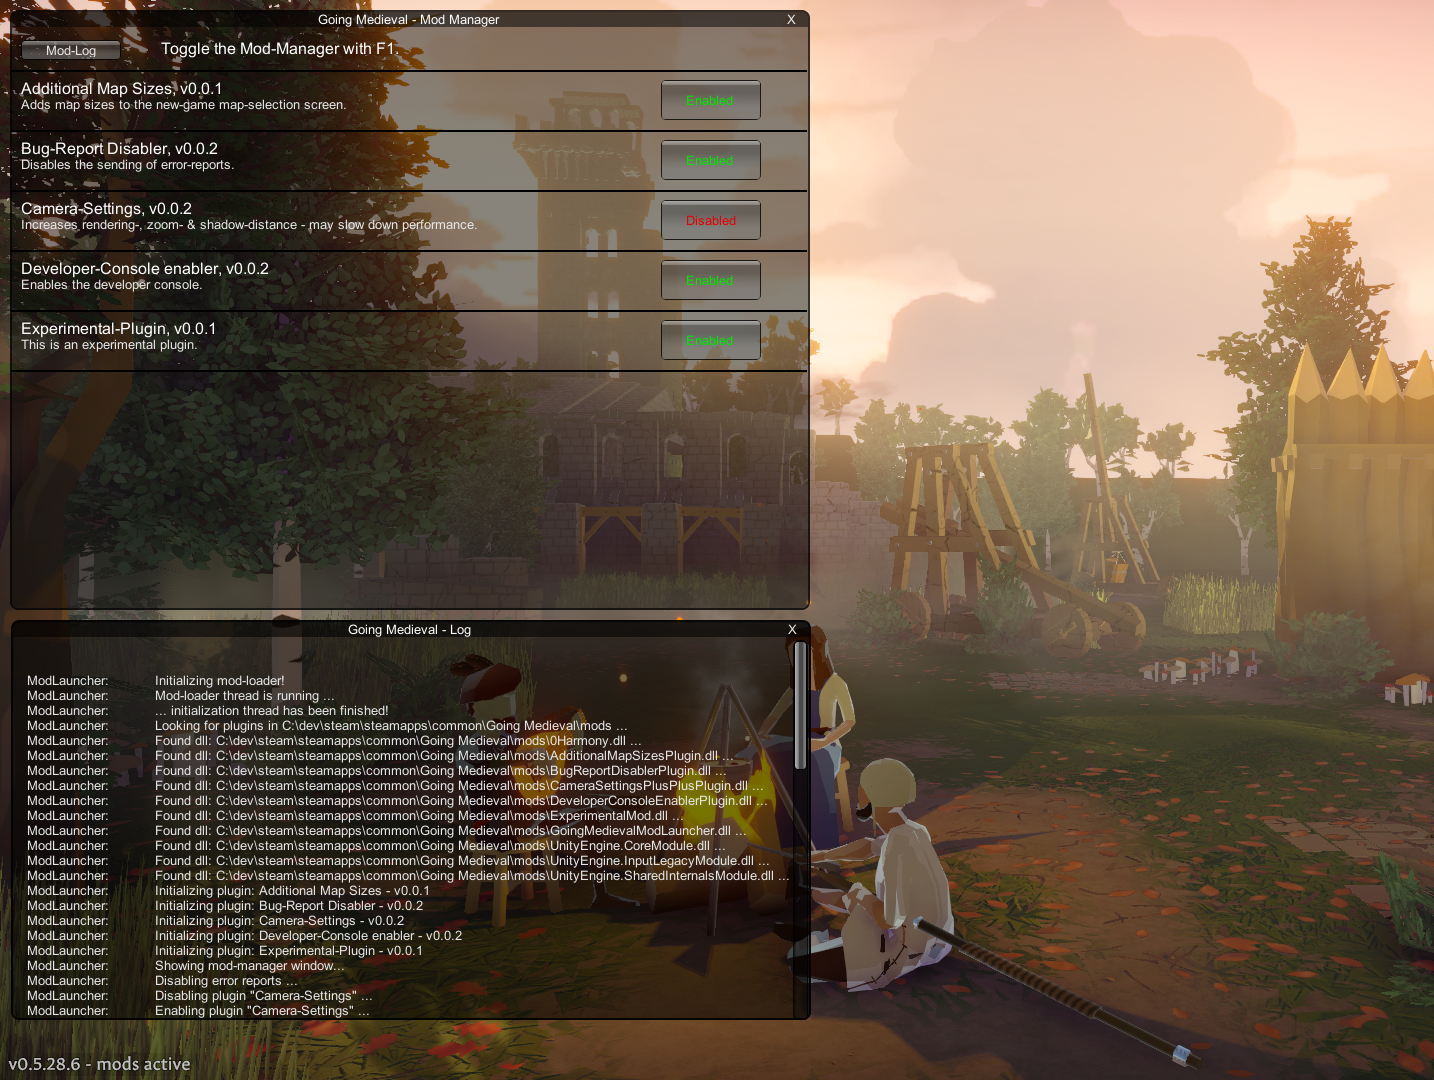 Going Medieval - Mod Manager
X
Mod-Log
Toggle the Mod-Manager with F1.
Additional Map Sizes, v0.0.1
Adds map sizes to the new-game map-selection screen.
Enabled
Bug-Report Disabler, v0.0.2
Disables the sending of error-reports.
Enabled
Camera-Settings, v0.0.2
Increases rendering-, zoom- & shadow-distance - may slow down performance.
Disabled
Developer-Console enabler, v0.0.2
Enables the developer console.
Enabled
Experimental-Plugin, v0.0.1
This is an experimental plugin.
Enabled
Going Medieval - Log
X
ModLauncher: Initializing mod-loader!
ModLauncher: Mod-loader thread is running ...
ModLauncher: ... initialization thread has been finished!
ModLauncher: Looking for plugins in C:\dev\steam\steamapps\common\Going Medieval\mods ...
ModLauncher: Found dll: C:\dev\steam\steamapps\common\Going Medieval\mods\0Harmony.dll ...
ModLauncher: Found dll: C:\dev\steam\steamapps\common\Going Medieval\mods\AdditionalMapSizesPlugin.dll ...
ModLauncher: Found dll: C:\dev\steam\steamapps\common\Going Medieval\mods\BugReportDisablerPlugin.dll ...
ModLauncher: Found dll: C:\dev\steam\steamapps\common\Going Medieval\mods\CameraSettingsPlusPlusPlugin.dll ...
ModLauncher: Found dll: C:\dev\steam\steamapps\common\Going Medieval\mods\DeveloperConsoleEnablerPlugin.dll ...
ModLauncher: Found dll: C:\dev\steam\steamapps\common\Going Medieval\mods\ExperimentalMod.dll ...
ModLauncher: Found dll: C:\dev\steam\steamapps\common\Going Medieval\mods\GoingMedievalModLauncher.dll ...
ModLauncher: Found dll: C:\dev\steam\steamapps\common\Going Medieval\mods\UnityEngine.CoreModule.dll ...
ModLauncher: Found dll: C:\dev\steam\steamapps\common\Going Medieval\mods\UnityEngine.InputLegacyModule.dll ...
ModLauncher: Found dll: C:\dev\steam\steamapps\common\Going Medieval\mods\UnityEngine.SharedInternalsModule.dll ...
ModLauncher: Initializing plugin: Additional Map Sizes - v0.0.1
ModLauncher: Initializing plugin: Bug-Report Disabler - v0.0.2
ModLauncher: Initializing plugin: Camera-Settings - v0.0.2
ModLauncher: Initializing plugin: Developer-Console enabler - v0.0.2
ModLauncher: Initializing plugin: Experimental-Plugin - v0.0.1
ModLauncher: Showing mod-manager window...
ModLauncher: Disabling error reports ...
ModLauncher: Disabling plugin "Camera-Settings" ...
ModLauncher: Enabling plugin "Camera-Settings" ...
v0.5.28.6 - mods active